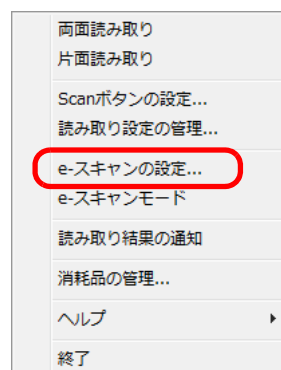 両面読み取り
片面読み取り
Scanボタンの設定...
読み取り設定の管理...
e-スキャンの設定...
e-スキャンモード
読み取り結果の通知
消耗品の管理...
ヘルプ
終了